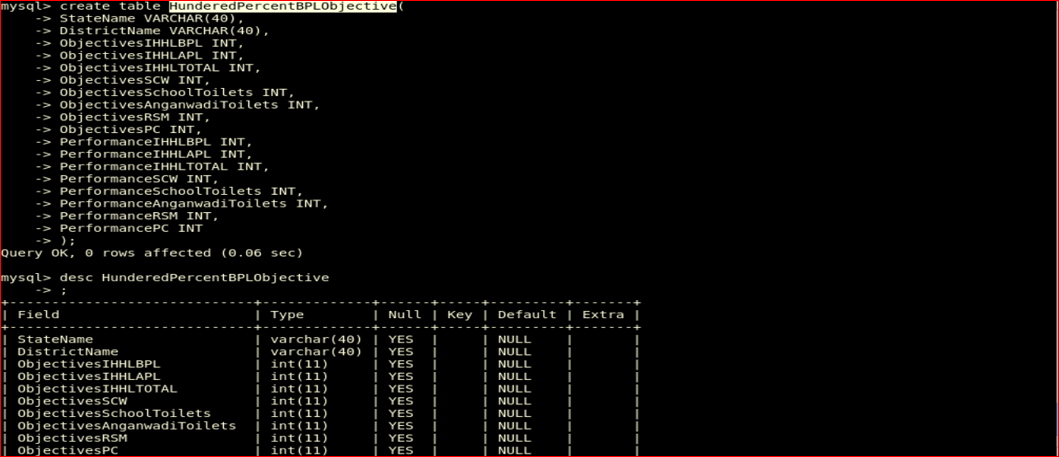 mysql> create table HunderedPercentBPLObjective(
    -> StateName VARCHAR(40),
    -> DistrictName VARCHAR(40),
    -> ObjectivesIHHLBPL INT,
    -> ObjectivesIHHLAPL INT,
    -> ObjectivesIHHLTOTAL INT,
    -> ObjectivesSCW INT,
    -> ObjectivesSchoolToilets INT,
    -> ObjectivesAnganwadiToilets INT,
    -> ObjectivesRSM INT,
    -> ObjectivesPC INT,
    -> PerformanceIHHLBPL INT,
    -> PerformanceIHHLAPL INT,
    -> PerformanceIHHLTOTAL INT,
    -> PerformanceSCW INT,
    -> PerformanceSchoolToilets INT,
    -> PerformanceAnganwadiToilets INT,
    -> PerformanceRSM INT,
    -> PerformancePC INT
    -> );
Query OK, 0 rows affected (0.06 sec)
mysql> desc HunderedPercentBPLObjective
    -> ;
+----------------------------+-------------+------+-----+---------+-------+
| Field                      | Type        | Null | Key | Default | Extra |
+----------------------------+-------------+------+-----+---------+-------+
| StateName                  | varchar(40) | YES  |     | NULL    |       |
| DistrictName               | varchar(40) | YES  |     | NULL    |       |
| ObjectivesIHHLBPL          | int(11)     | YES  |     | NULL    |       |
| ObjectivesIHHLAPL          | int(11)     | YES  |     | NULL    |       |
| ObjectivesIHHLTOTAL        | int(11)     | YES  |     | NULL    |       |
| ObjectivesSCW              | int(11)     | YES  |     | NULL    |       |
| ObjectivesSchoolToilets    | int(11)     | YES  |     | NULL    |       |
| ObjectivesAnganwadiToilets | int(11)     | YES  |     | NULL    |       |
| ObjectivesRSM              | int(11)     | YES  |     | NULL    |       |
| ObjectivesPC               | int(11)     | YES  |     | NULL    |       |